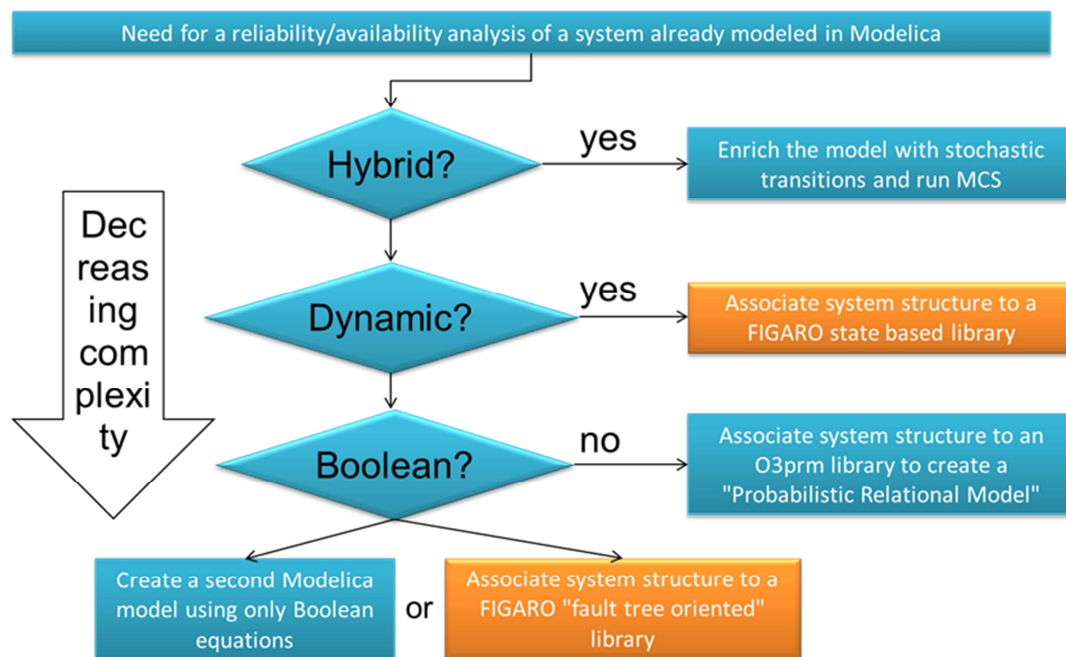 Need for a reliability/availability analysis of a system already modeled in Modelica
Hybrid?
yes
Enrich the model with stochastic
transitions and run MCS
Dec
reas
ing
com
plexi
ty
Dynamic?
yes
Associate system structure to a
FIGARO state based library
Boolean?
no
Associate system structure to an
O3prm library to create a
"Probabilistic Relational Model"
Create a second Modelica
model using only Boolean
equations
or
Associate system structure to a
FIGARO "fault tree oriented"
library